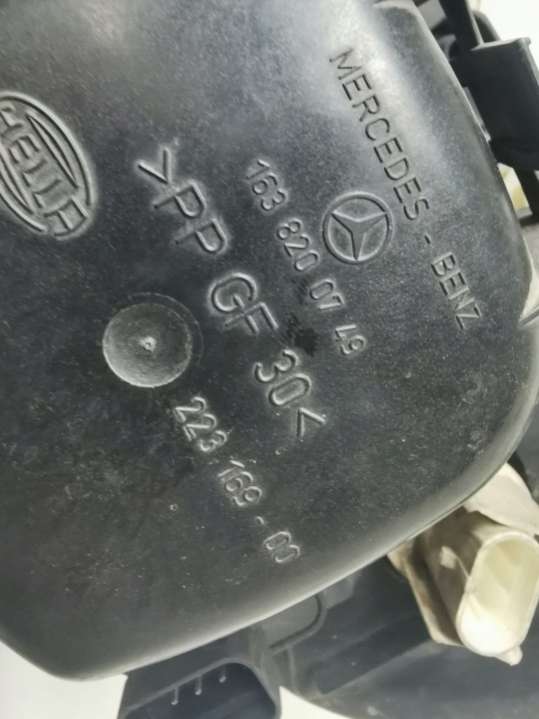 HELLA
MERCEDES - BENZ
163 820 07 49
>PP GF 30<
223 169-00